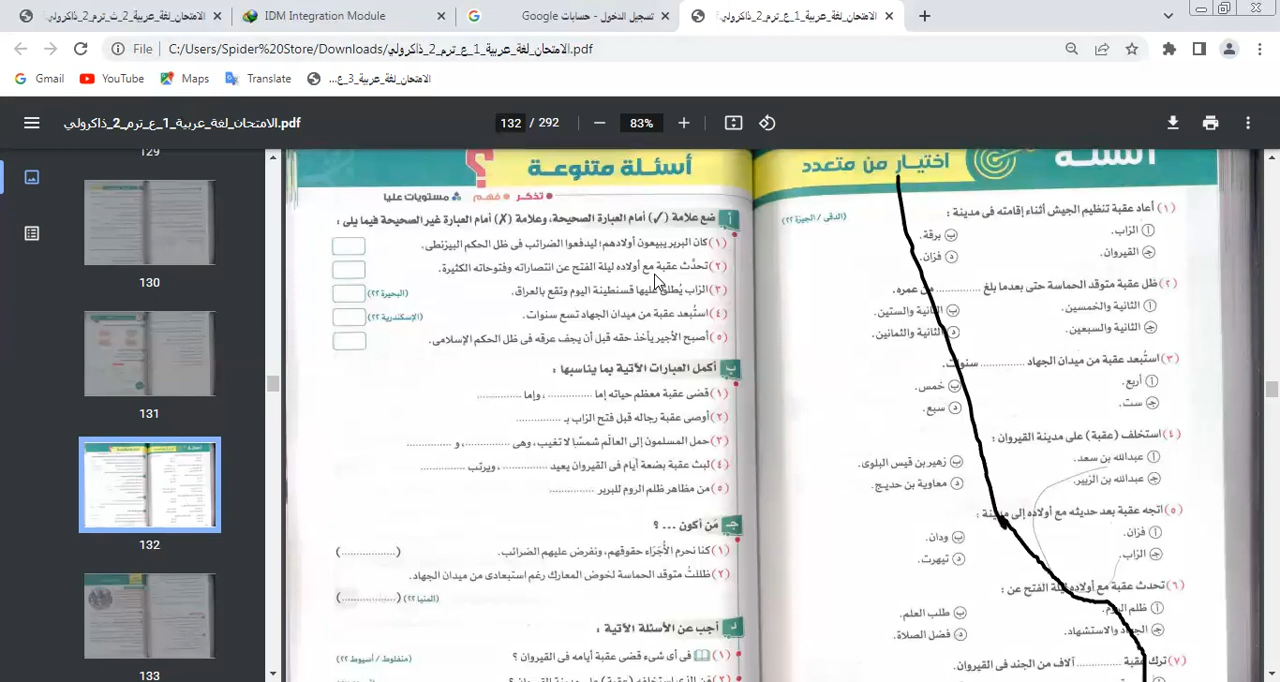 الامتحان_لغة_عربية_2_ث_ترم_2_ذاكرولي
IDM Integration Module
تسجيل الدخول - حسابات Google
الامتحان_لغة_عربية_1_ع_ترم_2_ذاكرولي
File
C:/Users/Spider%20Store/Downloads/الامتحان_لغة_عربية_1_ع_ترم_2_ذاكرولي.pdf
Gmail
YouTube
Maps
Translate
الامتحان_لغة_عربية_3_ع...
الامتحان_لغة_عربية_1_ع_ترم_2_ذاكرولي.pdf
132 / 292
83%
129
130
131
132
133
أسئلة
اختيار من متعدد
(الدقى / الجيزة ٢٢)
(١) أعاد عقبة تنظيم الجيش أثناء إقامته فى مدينة :
أ الزاب.
ب برقة.
ج القيروان.
د فزان.
(٢) ظل عقبة متوقد الحماسة حتى بعدما بلغ ............ من عمره.
أ الثانية والخمسين.
ب الثانية والستين.
ج الثانية والسبعين.
د الثانية والثمانين.
(٣) استُبعد عقبة من ميدان الجهاد ............ سنوات.
أ أربع.
ب خمس.
ج ست.
د سبع.
(٤) استخلف (عقبة) على مدينة القيروان :
أ عبدالله بن سعد.
ب زهير بن قيس البلوى.
ج عبدالله بن الزبير.
د معاوية بن حديج.
(٥) اتجه عقبة بعد حديثه مع أولاده إلى مدينة :
أ فزان.
ب ودان.
ج الزاب.
د تيهرت.
(٦) تحدث عقبة مع أولاده ليلة الفتح عن :
أ ظلم الروم.
ب طلب العلم.
ج الجهاد والاستشهاد.
د فضل الصلاة.
(٧) ترك عقبة ............ آلاف من الجند فى القيروان.
أسئلة متنوعة
؟
تذكر فهم مستويات عليا
أ ضع علامة (✓) أمام العبارة الصحيحة، وعلامة (✗) أمام العبارة غير الصحيحة فيما يلى :
(١) كان البربر يبيعون أولادهم؛ ليدفعوا الضرائب فى ظل الحكم البيزنطى.
(٢) تحدَّث عقبة مع أولاده ليلة الفتح عن انتصاراته وفتوحاته الكثيرة.
(٣) الزاب يُطلق عليها قسنطينة اليوم وتقع بالعراق. (البحيرة ٢٢)
(٤) استُبعد عقبة من ميدان الجهاد تسع سنوات. (الإسكندرية ٢٢)
(٥) أصبح الأجير يأخذ حقه قبل أن يجف عرقه فى ظل الحكم الإسلامى.
ب أكمل العبارات الآتية بما يناسبها :
(١) قضى عقبة معظم حياته إما ............ ، وإما ............
(٢) أوصى عقبة رجاله قبل فتح الزاب بـ ............
(٣) حمل المسلمون إلى العالَم شمسًا لا تغيب، وهى ............ ، و ............
(٤) لبث عقبة بضعة أيام فى القيروان يعيد ............ ، ويرتب ............
(٥) من مظاهر ظلم الروم للبربر ............
جـ مَن أكون ... ؟
(١) كنا نحرم الأُجَراء حقوقهم، ونفرض عليهم الضرائب. (............)
(٢) ظللتُ متوقد الحماسة لخوض المعارك رغم استبعادى من ميدان الجهاد.
(المنيا ٢٢) (............)
د أجب عن الأسئلة الآتية :
(١) فى أى شىء قضى عقبة أيامه فى القيروان ؟ (منفلوط / أسيوط ٢٢)
(٢) مَن الذى استخلفه (عقبة) على مدينة القيروان ؟